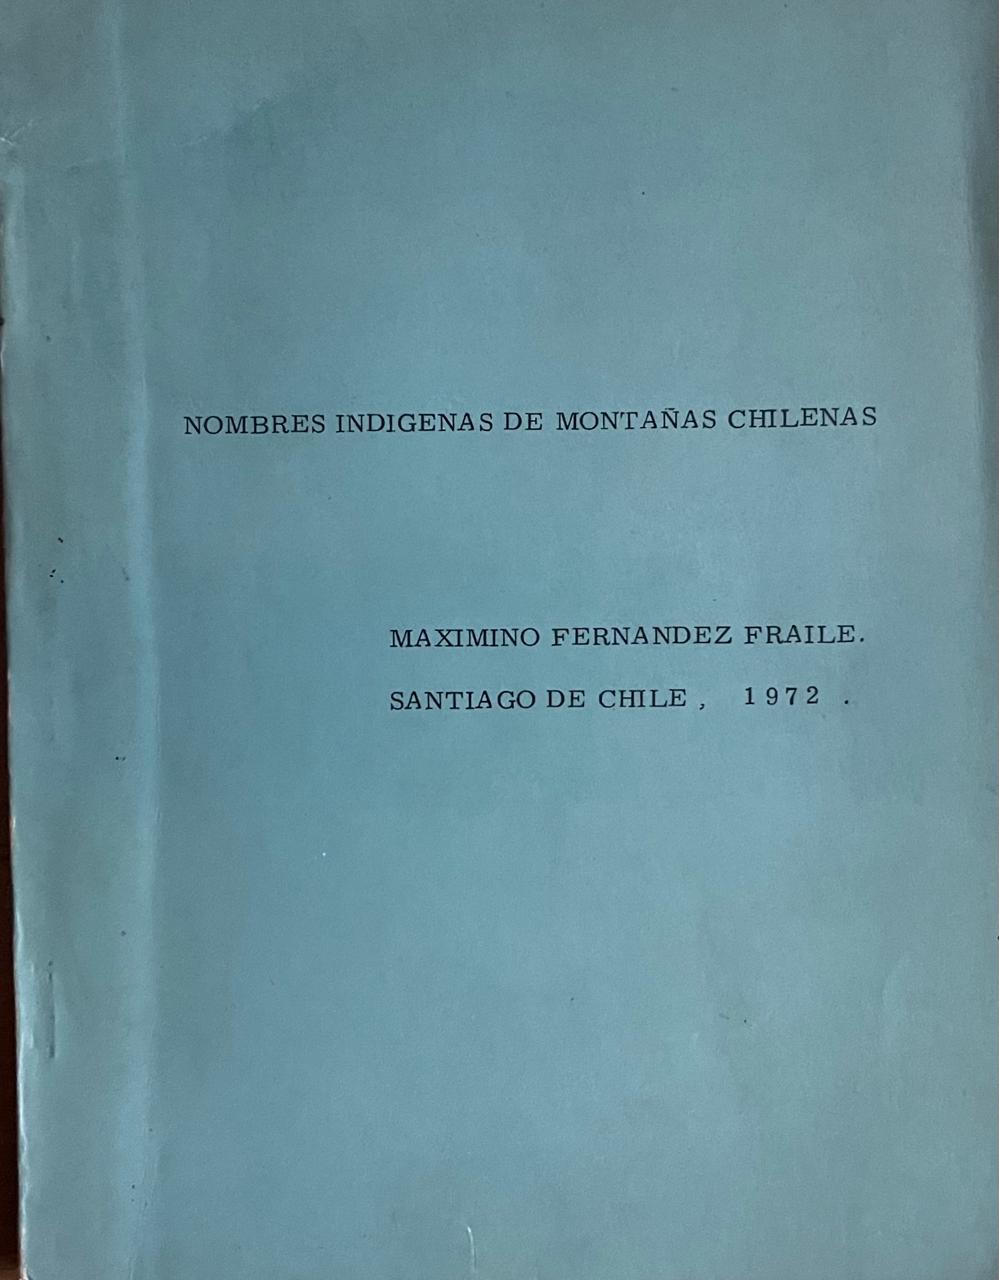 NOMBRES INDIGENAS DE MONTAÑAS CHILENAS
MAXIMINO FERNANDEZ FRAILE.
SANTIAGO DE CHILE , 1972 .